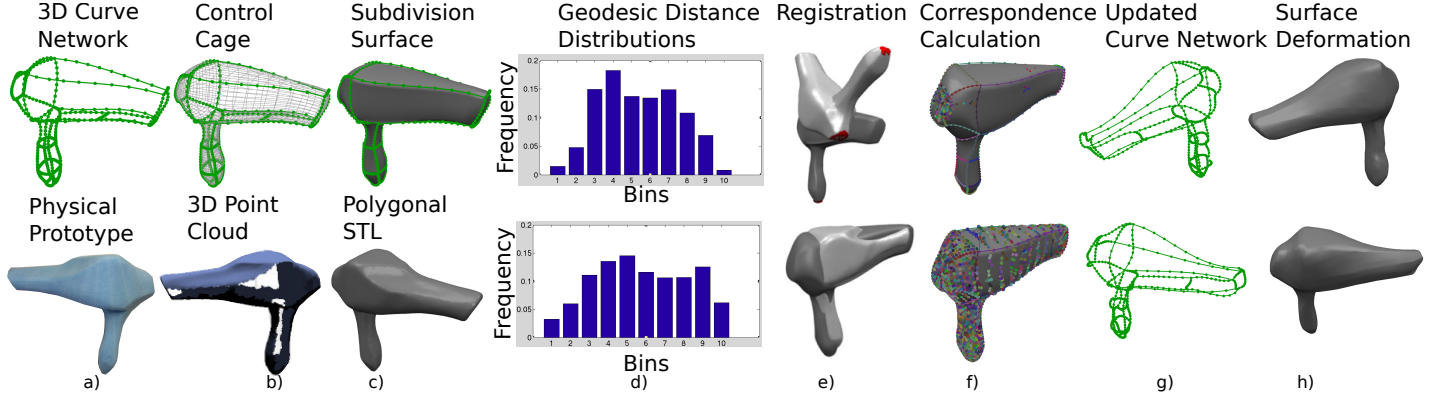 3D Curve
Network
Control
Cage
Subdivision
Surface
Geodesic Distance
Distributions
Registration
Correspondence
Calculation
Updated
Curve Network
Surface
Deformation
Frequency
0.2
0.15
0.1
0.05
0
1 2 3 4 5 6 7 8 9 10
Bins
Physical
Prototype
3D Point
Cloud
Polygonal
STL
Frequency
0.2
0.15
0.1
0.05
0
1 2 3 4 5 6 7 8 9 10
Bins
a) b) c) d) e) f) g) h)